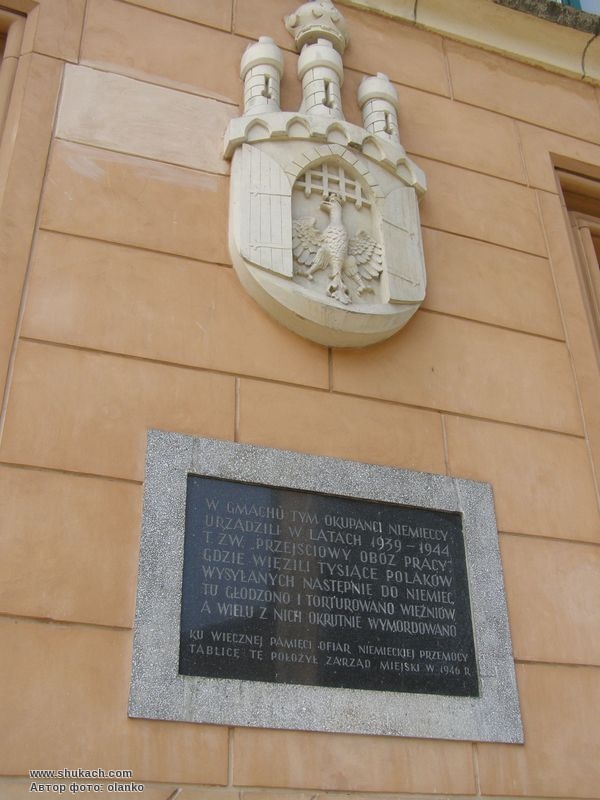 W GMACHU TYM OKUPANCI NIEMIECCY
URZĄDZILI W LATACH 1939-1944
T. ZW. „PRZEJŚCIOWY OBÓZ PRACY”
GDZIE WIĘZILI TYSIĄCE POLAKÓW
WYSYŁANYCH NASTĘPNIE DO NIEMIEC.
TU GŁODZONO I TORTUROWANO WIĘŹNIÓW,
A WIELU Z NICH OKRUTNIE WYMORDOWANO
KU WIECZNEJ PAMIĘCI OFIAR NIEMIECKIEJ PRZEMOCY
TABLICĘ TĘ POŁOŻYŁ ZARZĄD MIEJSKI W 1946 R.
www.shukach.com
Автор фото: olanko